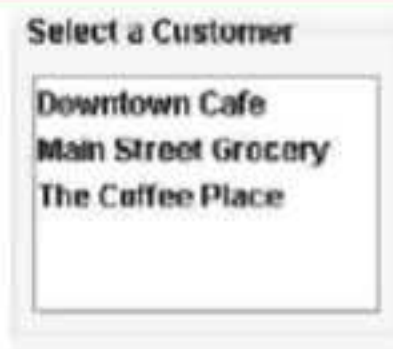 Select a Customer
Downtown Cafe
Main Street Grocery
The Coffee Place